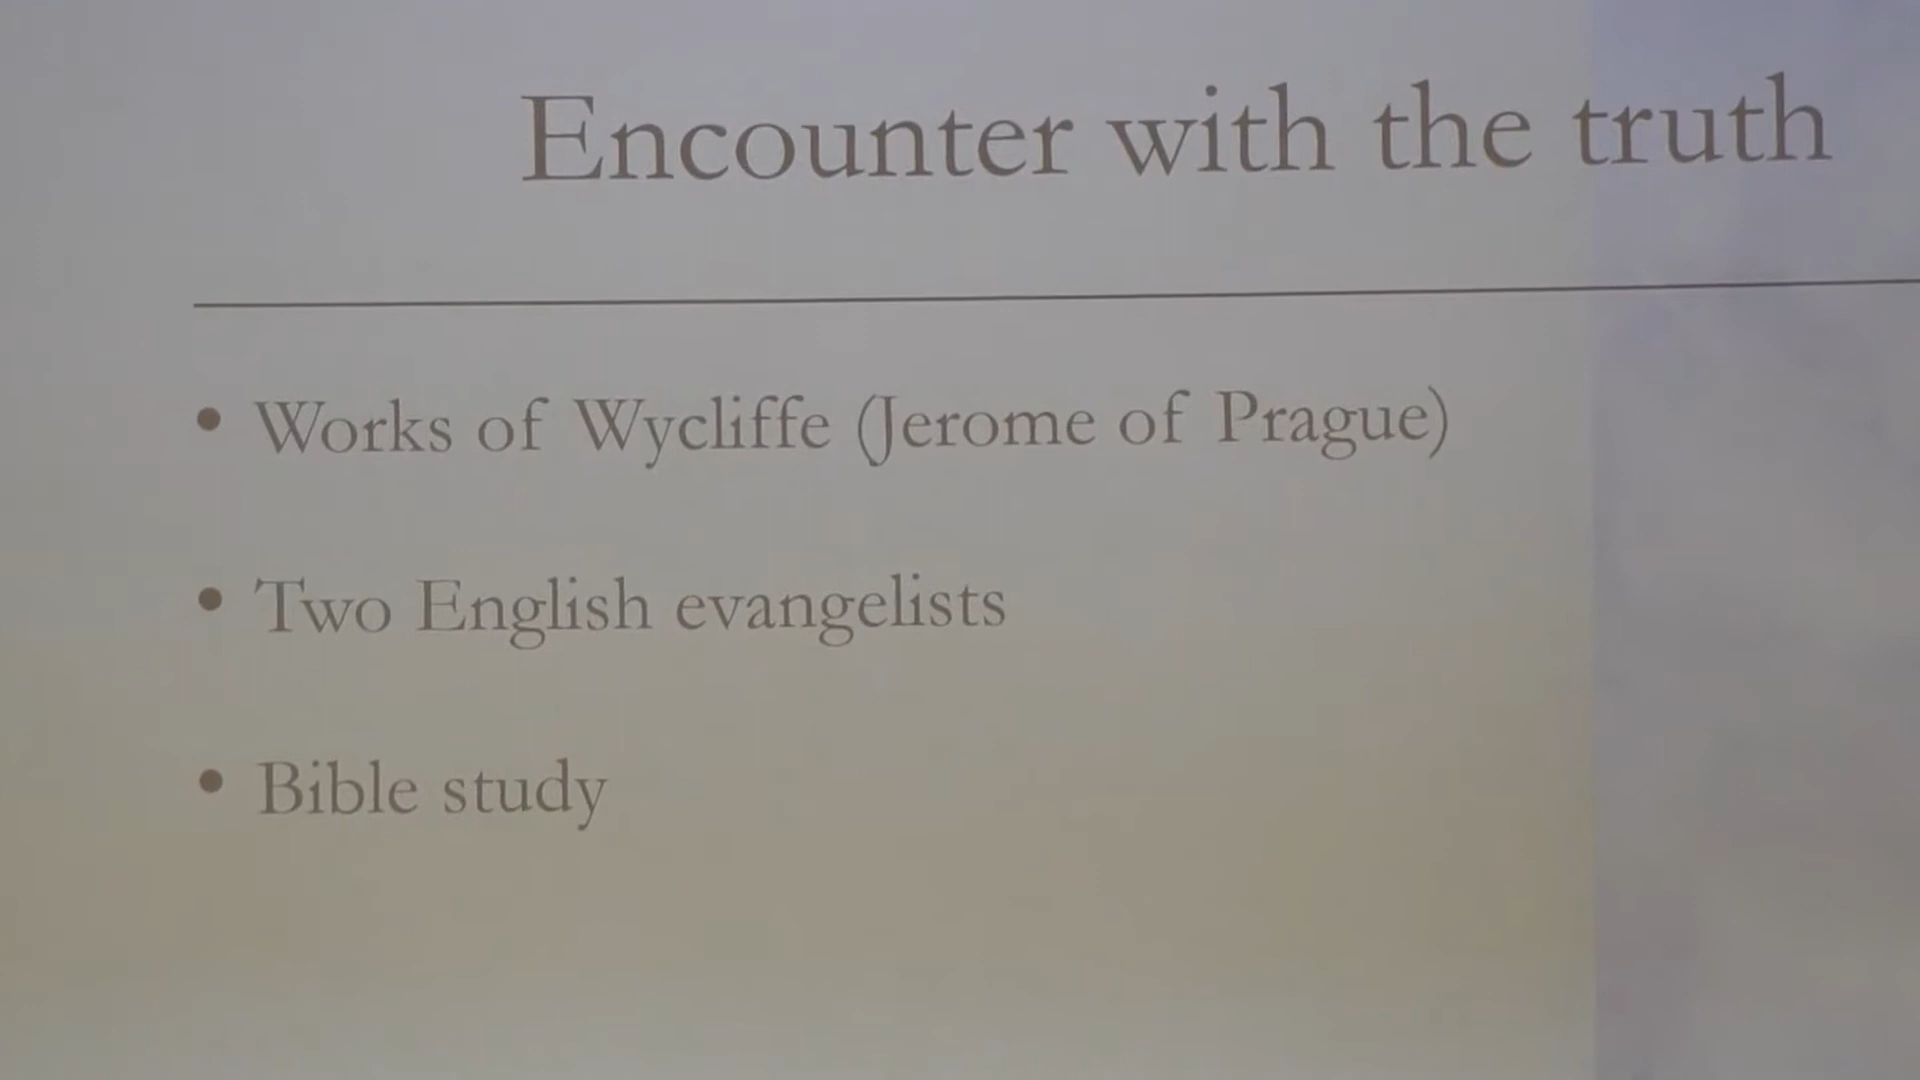 Encounter with the truth
• Works of Wycliffe (Jerome of Prague)
• Two English evangelists
• Bible study